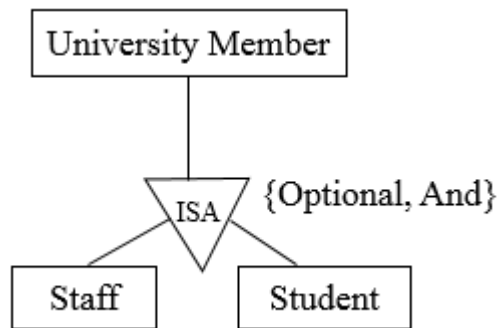 University Member
ISA
{Optional, And}
Staff
Student